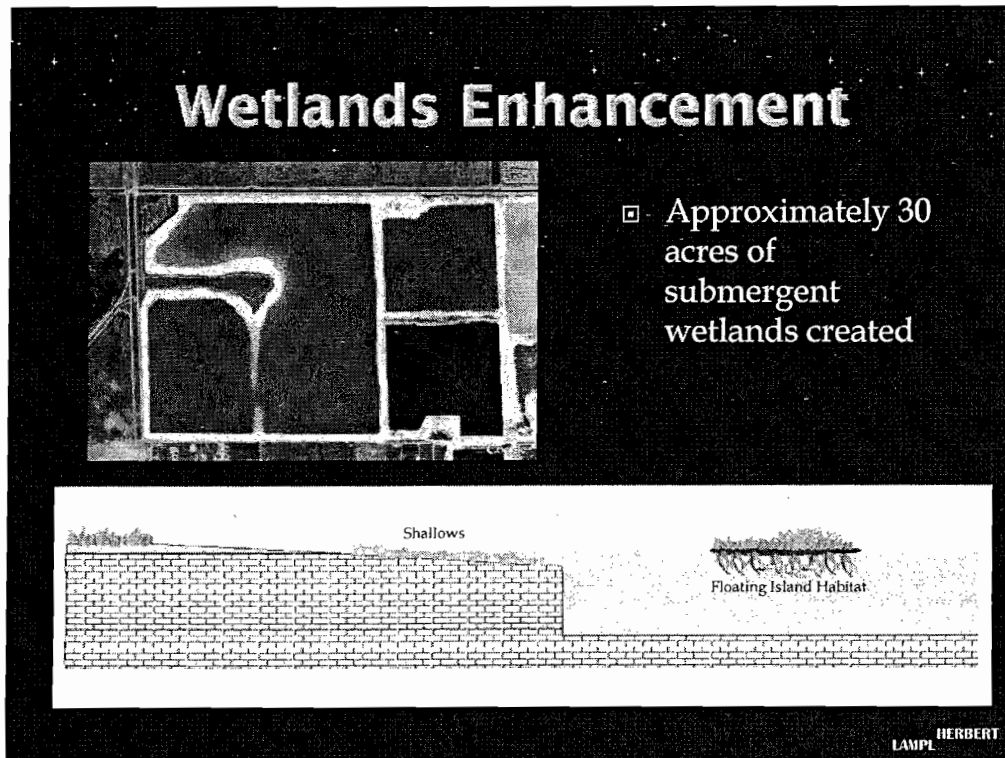 Wetlands Enhancement
▣ Approximately 30
acres of
submergent
wetlands created
Shallows
Floating Island Habitat
LAMPL HERBERT